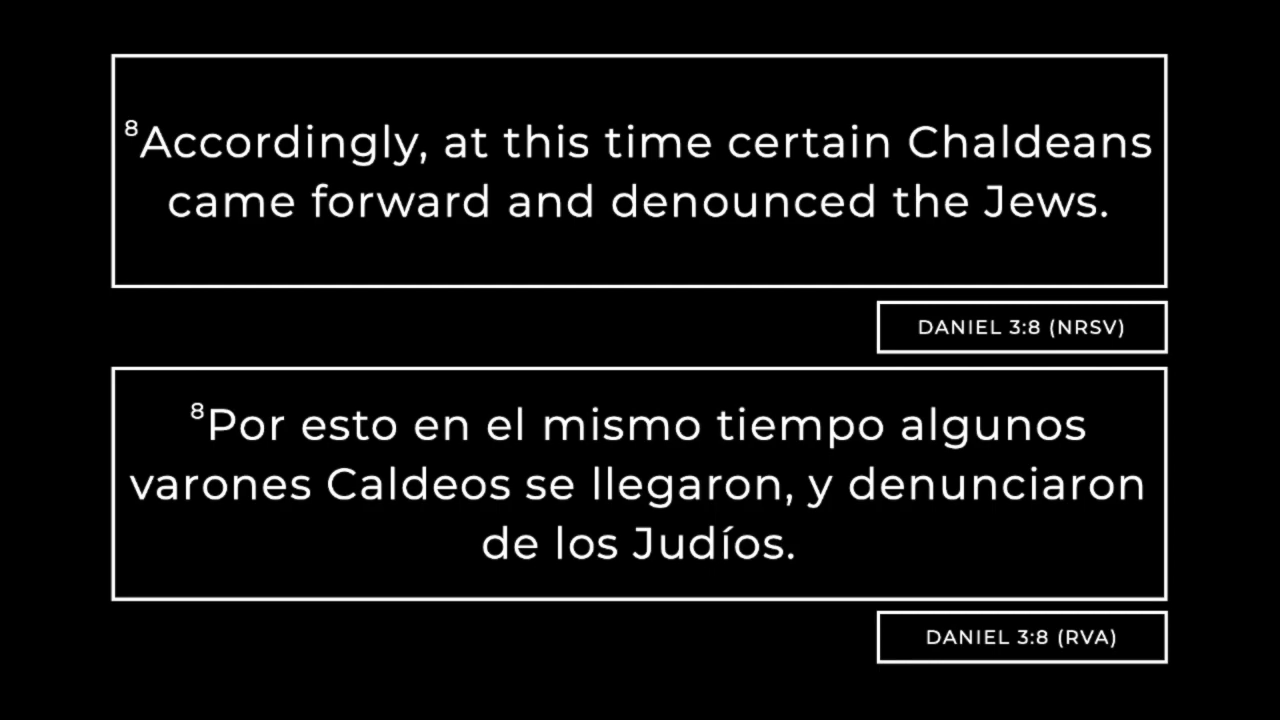 ⁸Accordingly, at this time certain Chaldeans
came forward and denounced the Jews.
DANIEL 3:8 (NRSV)
⁸Por esto en el mismo tiempo algunos
varones Caldeos se llegaron, y denunciaron
de los Judíos.
DANIEL 3:8 (RVA)